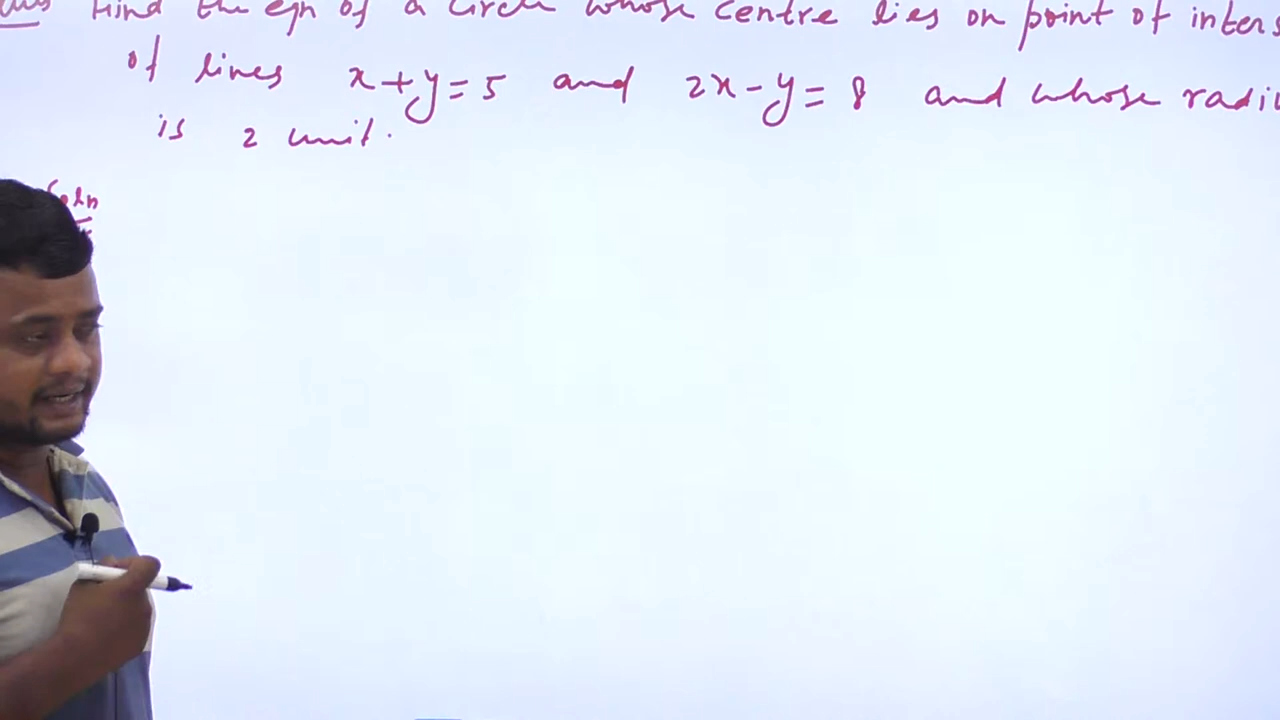 Find the eqn of a circle whose centre lies on point of inters
of lines x+y=5 and 2x-y=8 and whose radiu
is 2 unit.
Soln